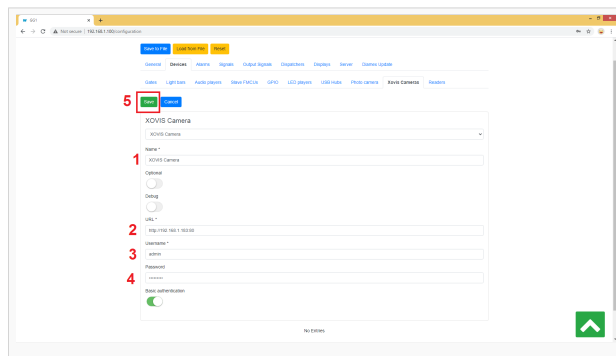 SG1
Not secure | 192.168.1.100/configuration
Save to File Load from File Reset
General Devices Alarms Signals Output Signals Dispatchers Displays Server Daemes Update
Gates Light bars Audio players Slave FMCUs GPIO LED players USB Hubs Photo camera Xovis Cameras Readers
5 Save Cancel
XOVIS Camera
XOVIS Camera
Name *
1 XOVIS Camera
Optional
Debug
URL *
2 http://192.168.1.103:80
Username *
3 admin
Password
4 ••••••••
Basic authentication
No Entries